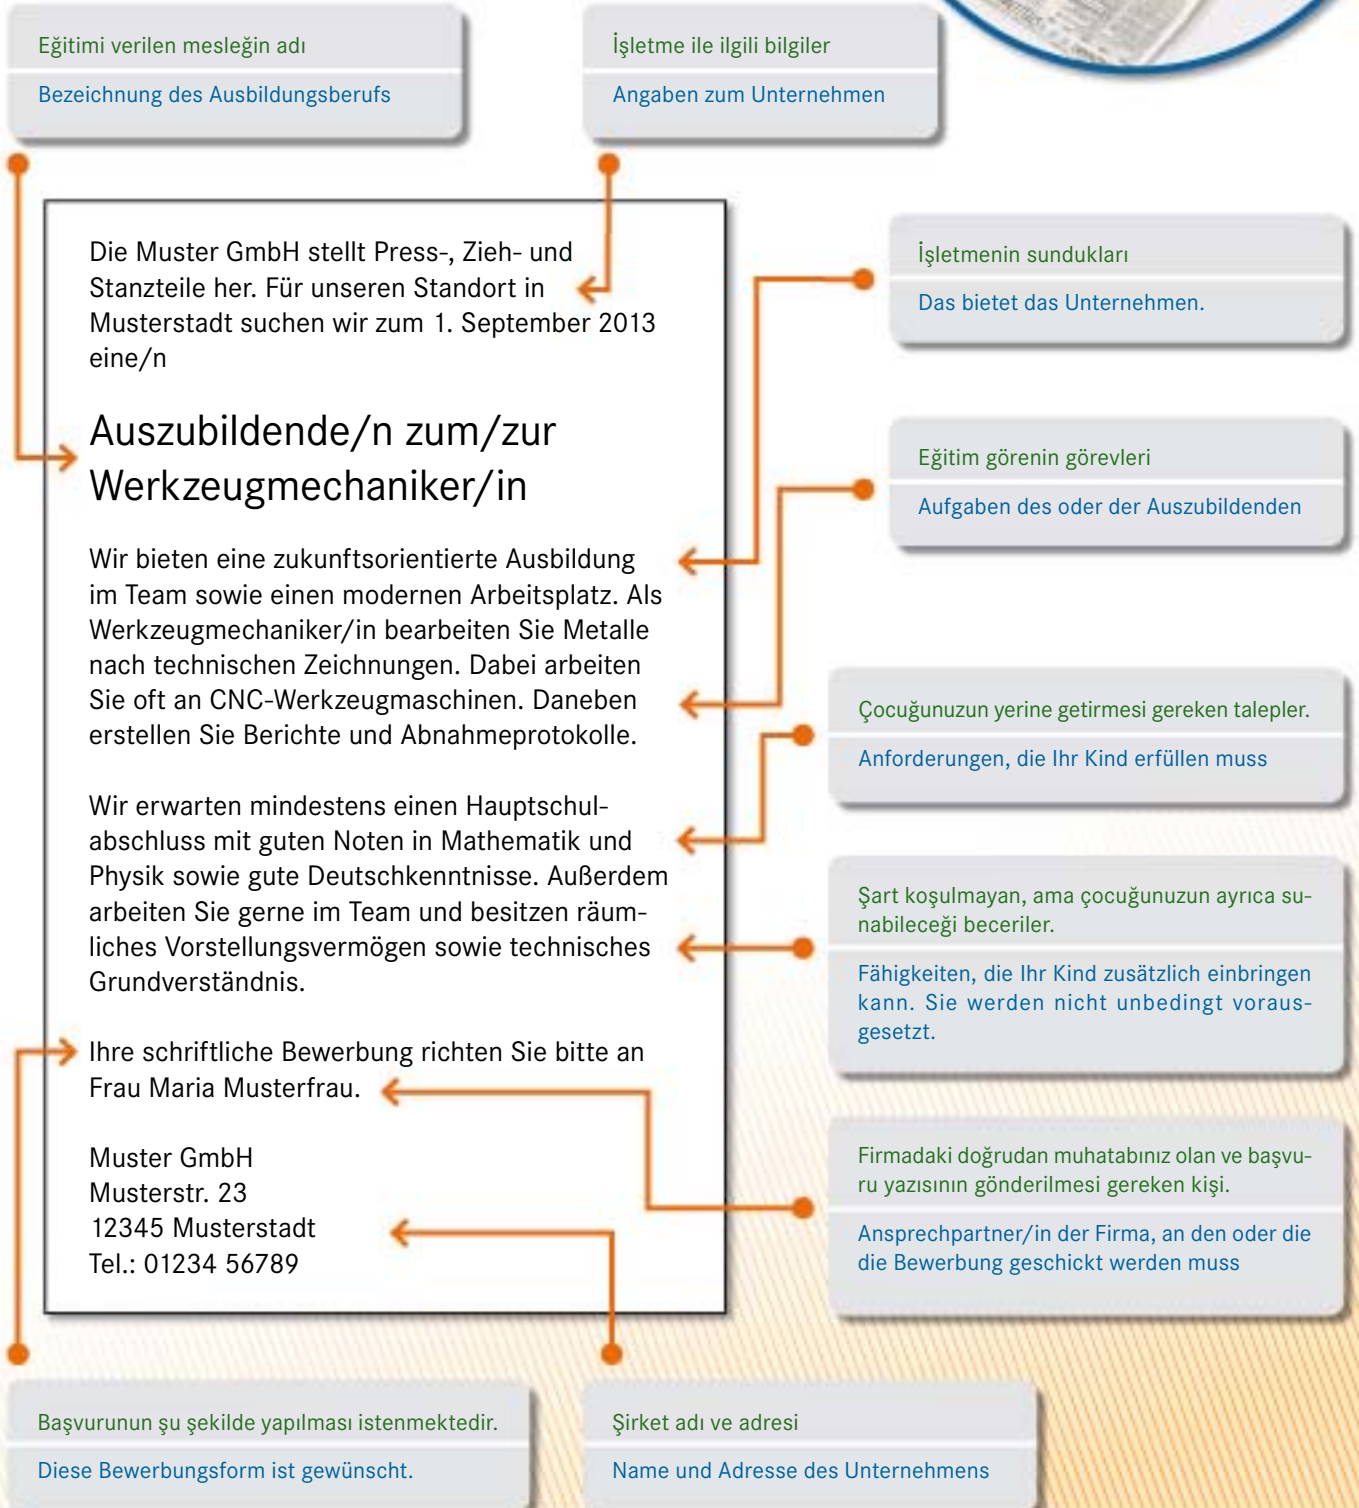 Eğitimi verilen mesleğin adı
Bezeichnung des Ausbildungsberufs
İşletme ile ilgili bilgiler
Angaben zum Unternehmen
Die Muster GmbH stellt Press-, Zieh- und
Stanzteile her. Für unseren Standort in
Musterstadt suchen wir zum 1. September 2013
eine/n
Auszubildende/n zum/zur
Werkzeugmechaniker/in
Wir bieten eine zukunftsorientierte Ausbildung
im Team sowie einen modernen Arbeitsplatz. Als
Werkzeugmechaniker/in bearbeiten Sie Metalle
nach technischen Zeichnungen. Dabei arbeiten
Sie oft an CNC-Werkzeugmaschinen. Daneben
erstellen Sie Berichte und Abnahmeprotokolle.
Wir erwarten mindestens einen Hauptschul-
abschluss mit guten Noten in Mathematik und
Physik sowie gute Deutschkenntnisse. Außerdem
arbeiten Sie gerne im Team und besitzen räum-
liches Vorstellungsvermögen sowie technisches
Grundverständnis.
Ihre schriftliche Bewerbung richten Sie bitte an
Frau Maria Musterfrau.
Muster GmbH
Musterstr. 23
12345 Musterstadt
Tel.: 01234 56789
İşletmenin sundukları
Das bietet das Unternehmen.
Eğitim görenin görevleri
Aufgaben des oder der Auszubildenden
Çocuğunuzun yerine getirmesi gereken talepler.
Anforderungen, die Ihr Kind erfüllen muss
Şart koşulmayan, ama çocuğunuzun ayrıca su-
nabileceği beceriler.
Fähigkeiten, die Ihr Kind zusätzlich einbringen
kann. Sie werden nicht unbedingt voraus-
gesetzt.
Firmadaki doğrudan muhatabınız olan ve başvu-
ru yazısının gönderilmesi gereken kişi.
Ansprechpartner/in der Firma, an den oder die
die Bewerbung geschickt werden muss
Başvurunun şu şekilde yapılması istenmektedir.
Diese Bewerbungsform ist gewünscht.
Şirket adı ve adresi
Name und Adresse des Unternehmens